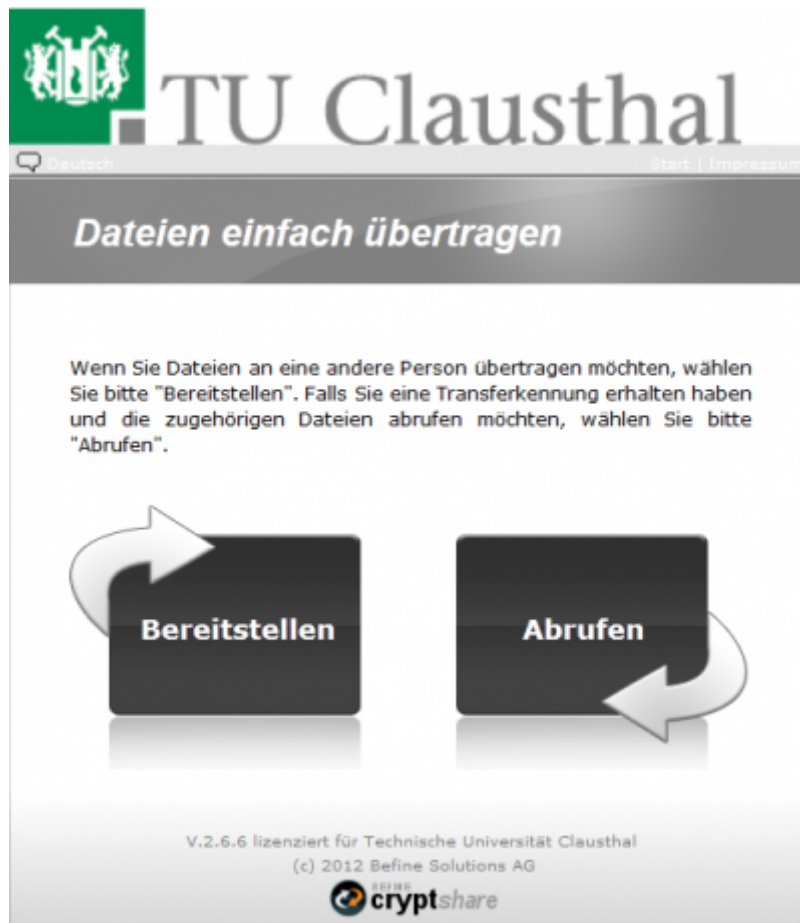 TU Clausthal
Deutsch
Start | Impressum
Dateien einfach übertragen
Wenn Sie Dateien an eine andere Person übertragen möchten, wählen
Sie bitte "Bereitstellen". Falls Sie eine Transferkennung erhalten haben
und die zugehörigen Dateien abrufen möchten, wählen Sie bitte
"Abrufen".
Bereitstellen
Abrufen
V.2.6.6 lizenziert für Technische Universität Clausthal
(c) 2012 Befine Solutions AG
BEFINE
cryptshare